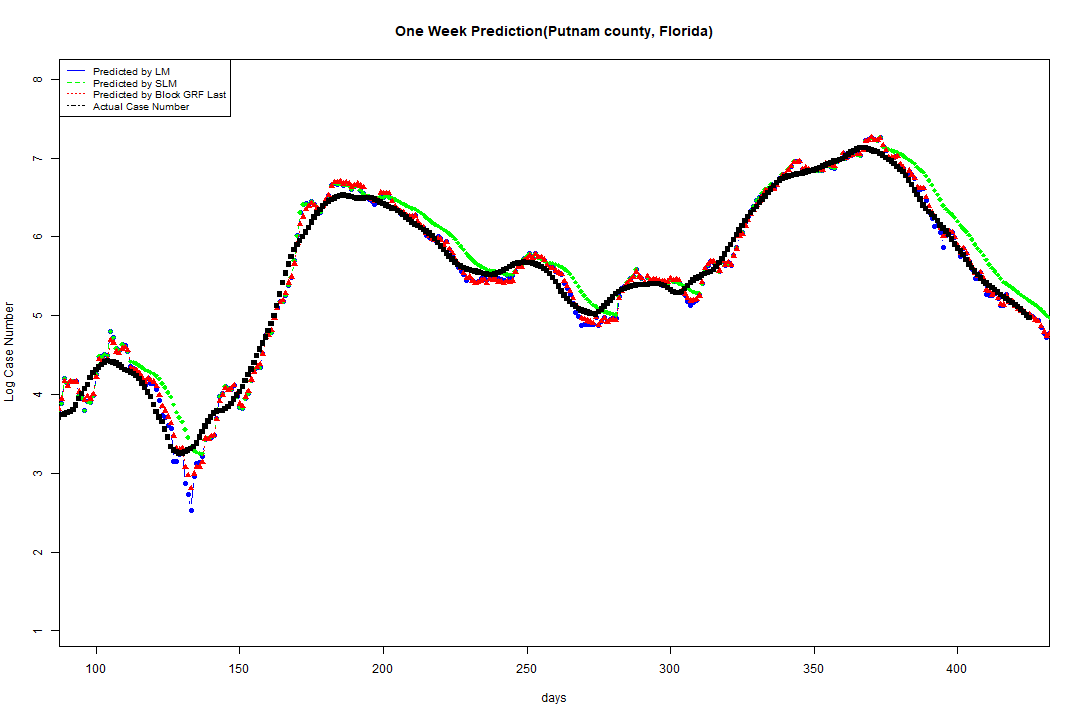 One Week Prediction(Putnam county, Florida)
Predicted by LM
Predicted by SLM
Predicted by Block GRF Last
Actual Case Number
8
7
6
5
4
3
2
1
Log Case Number
100 150 200 250 300 350 400
days